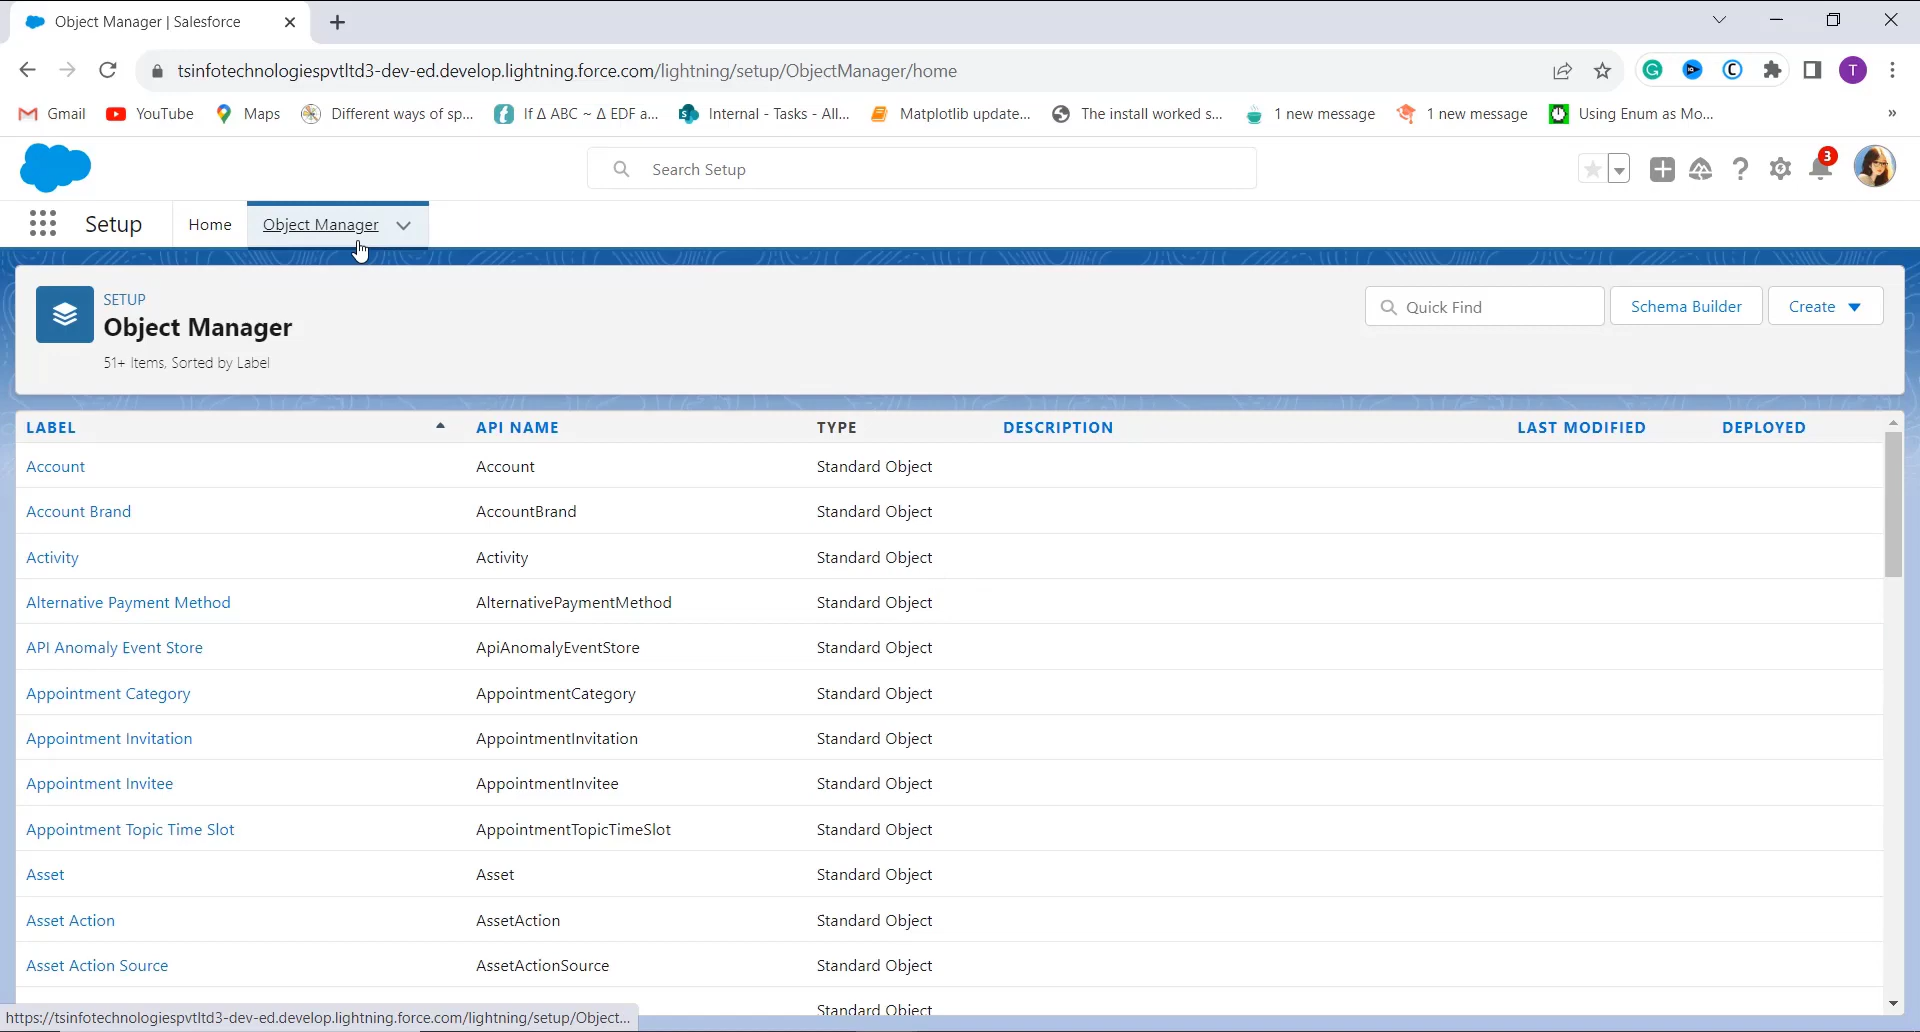 Object Manager | Salesforce
tsinfotechnologiespvtltd3-dev-ed.develop.lightning.force.com/lightning/setup/ObjectManager/home
T
Gmail YouTube Maps Different ways of sp... If Δ ABC ~ Δ EDF a... Internal - Tasks - All... Matplotlib update... The install worked s... 1 new message 1 new message Using Enum as Mo... »
Search Setup
3
Setup Home Object Manager
SETUP
Object Manager
51+ Items, Sorted by Label
Quick Find Schema Builder Create
LABEL API NAME TYPE DESCRIPTION LAST MODIFIED DEPLOYED
Account Account Standard Object
Account Brand AccountBrand Standard Object
Activity Activity Standard Object
Alternative Payment Method AlternativePaymentMethod Standard Object
API Anomaly Event Store ApiAnomalyEventStore Standard Object
Appointment Category AppointmentCategory Standard Object
Appointment Invitation AppointmentInvitation Standard Object
Appointment Invitee AppointmentInvitee Standard Object
Appointment Topic Time Slot AppointmentTopicTimeSlot Standard Object
Asset Asset Standard Object
Asset Action AssetAction Standard Object
Asset Action Source AssetActionSource Standard Object
Standard Object
https://tsinfotechnologiespvtltd3-dev-ed.develop.lightning.force.com/lightning/setup/Object...